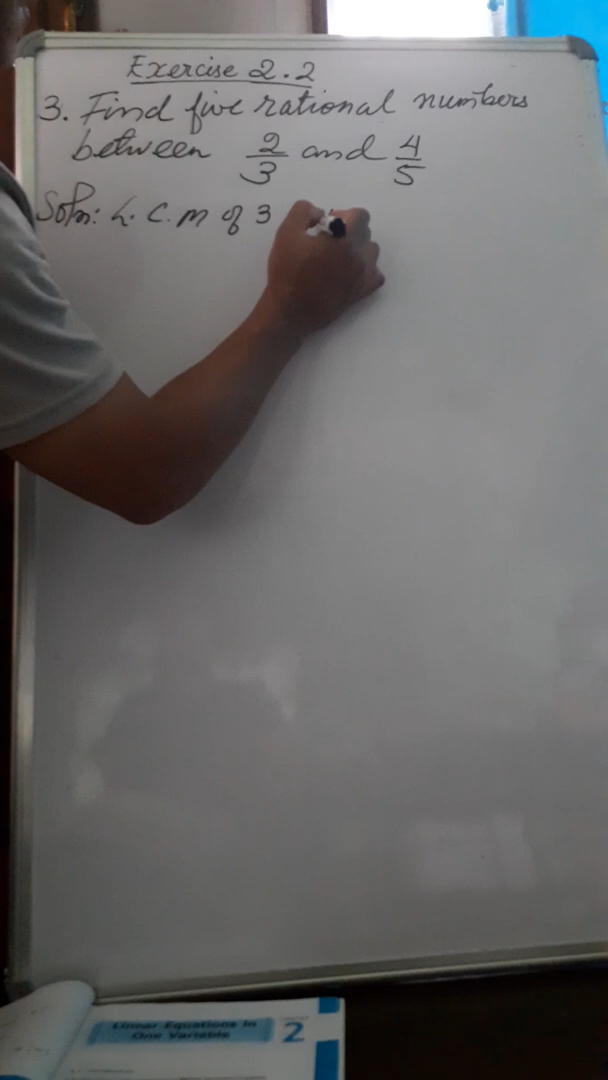 Exercise 2.2
3. Find five rational numbers
between 2/3 and 4/5
Soln: L.C.M of 3
Linear Equations in
One Variable
2